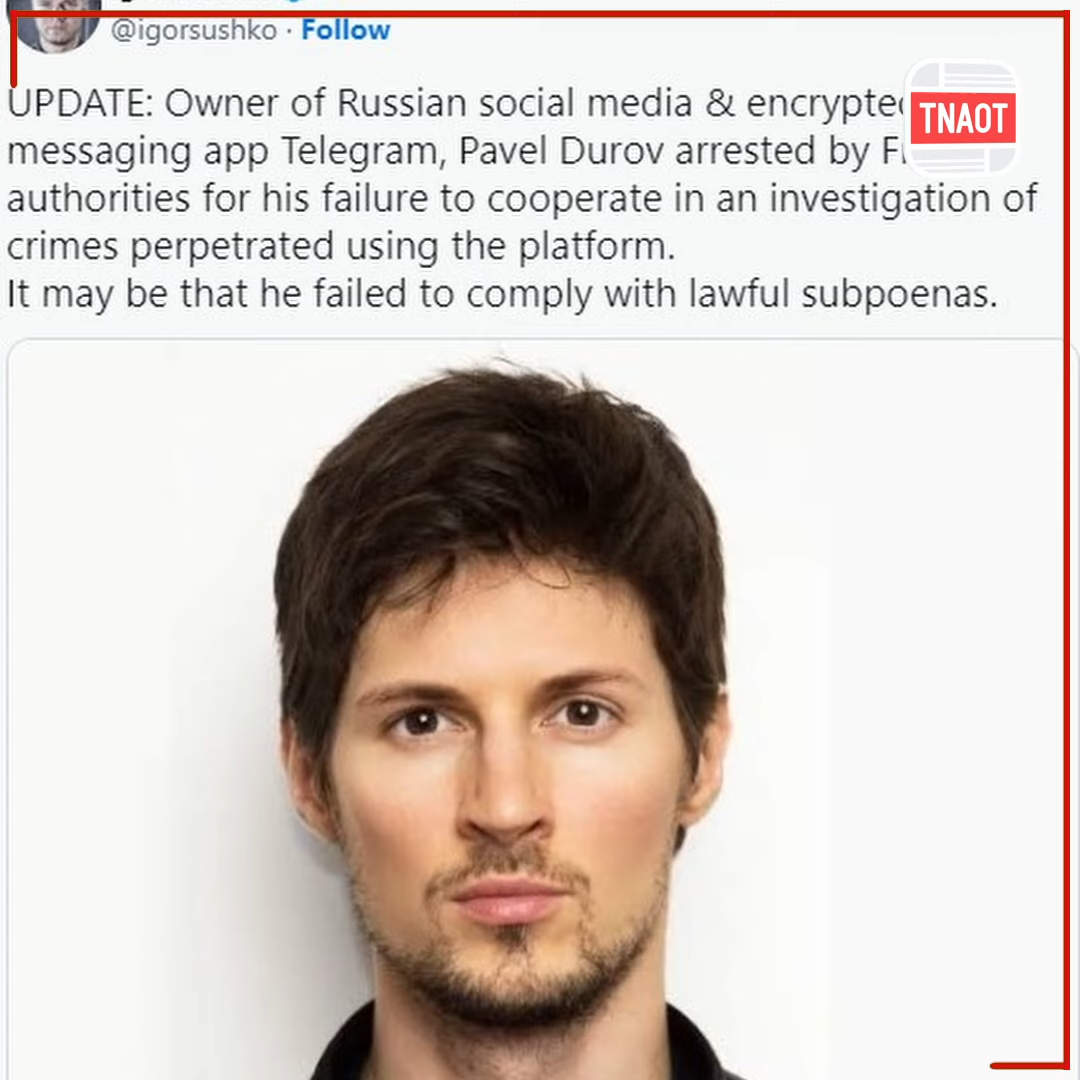 @igorsushko · Follow
UPDATE: Owner of Russian social media & encrypted
messaging app Telegram, Pavel Durov arrested by
authorities for his failure to cooperate in an investigation of
crimes perpetrated using the platform.
It may be that he failed to comply with lawful subpoenas.
TNAOT